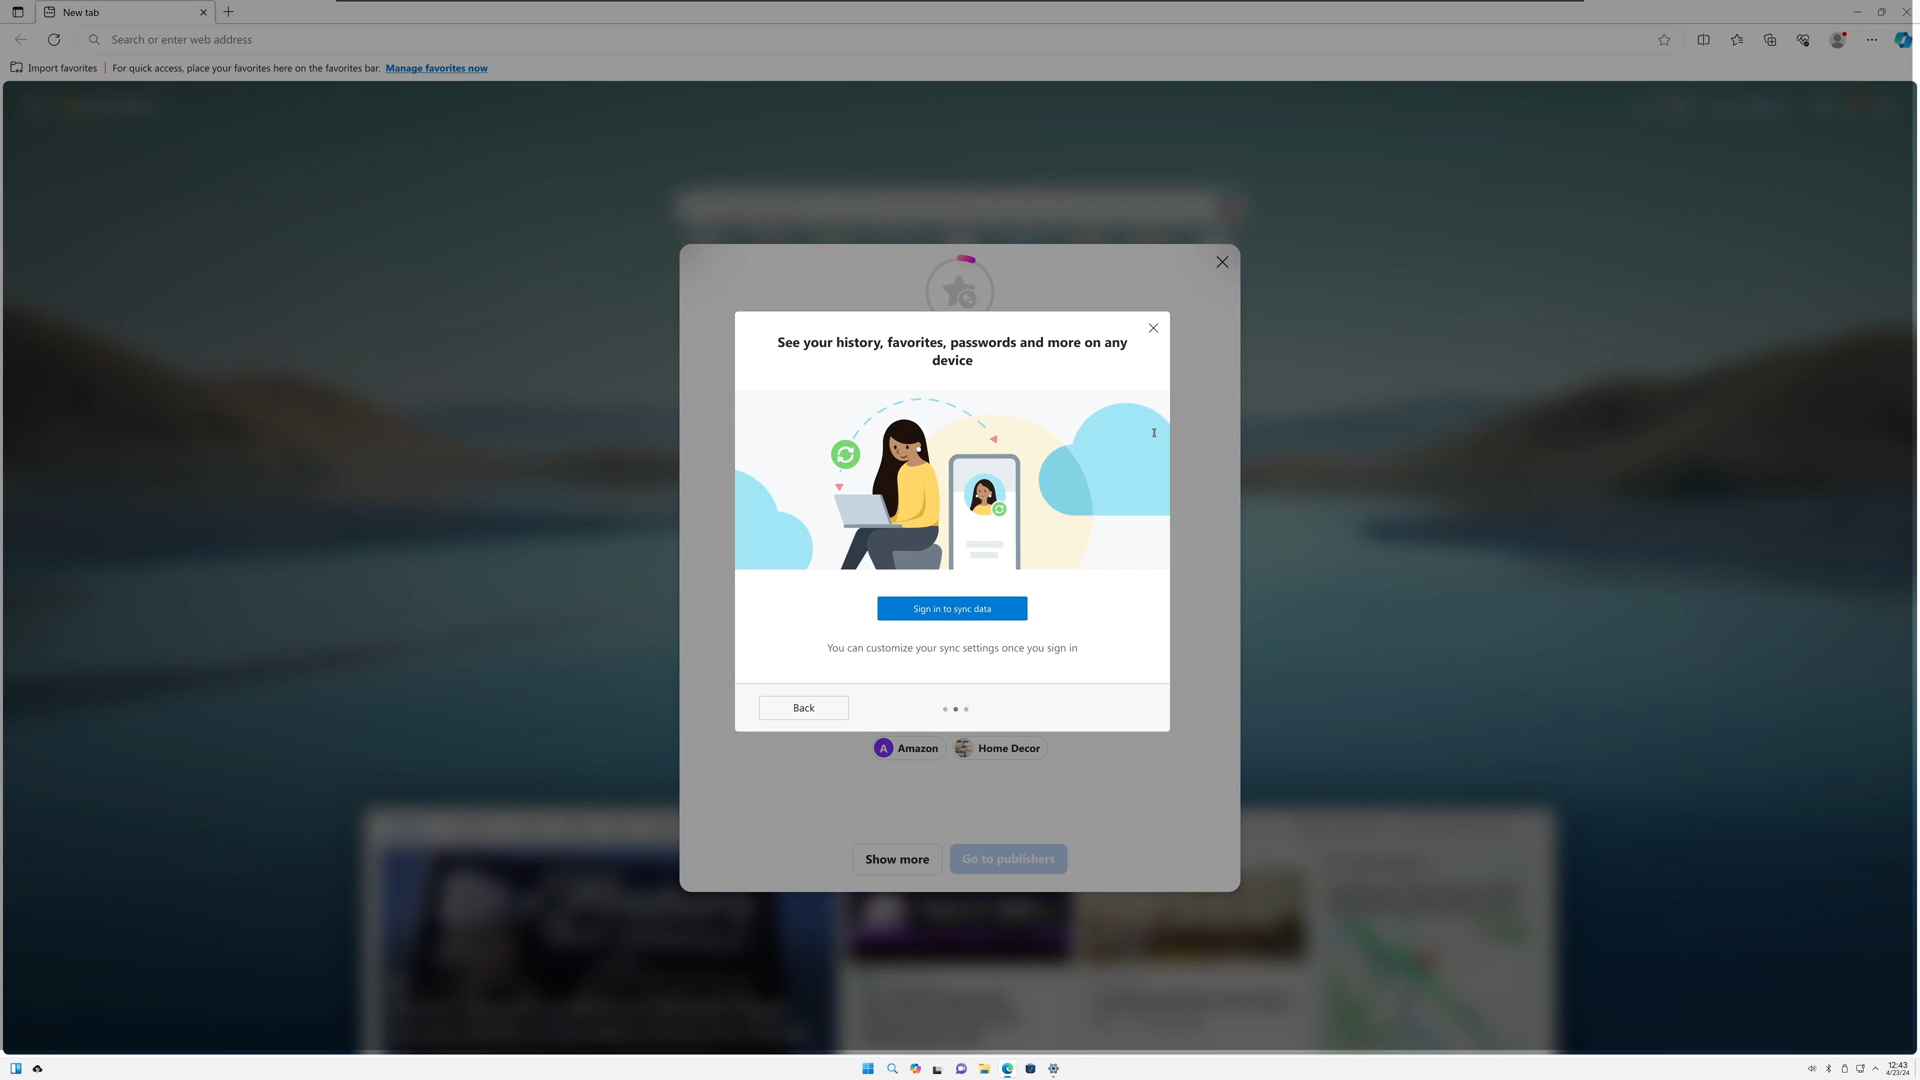 New tab
Search or enter web address
Import favorites
For quick access, place your favorites here on the favorites bar. Manage favorites now
See your history, favorites, passwords and more on any
device
Sign in to sync data
You can customize your sync settings once you sign in
Back
A Amazon
Home Decor
Show more
Go to publishers
12:43
4/23/24